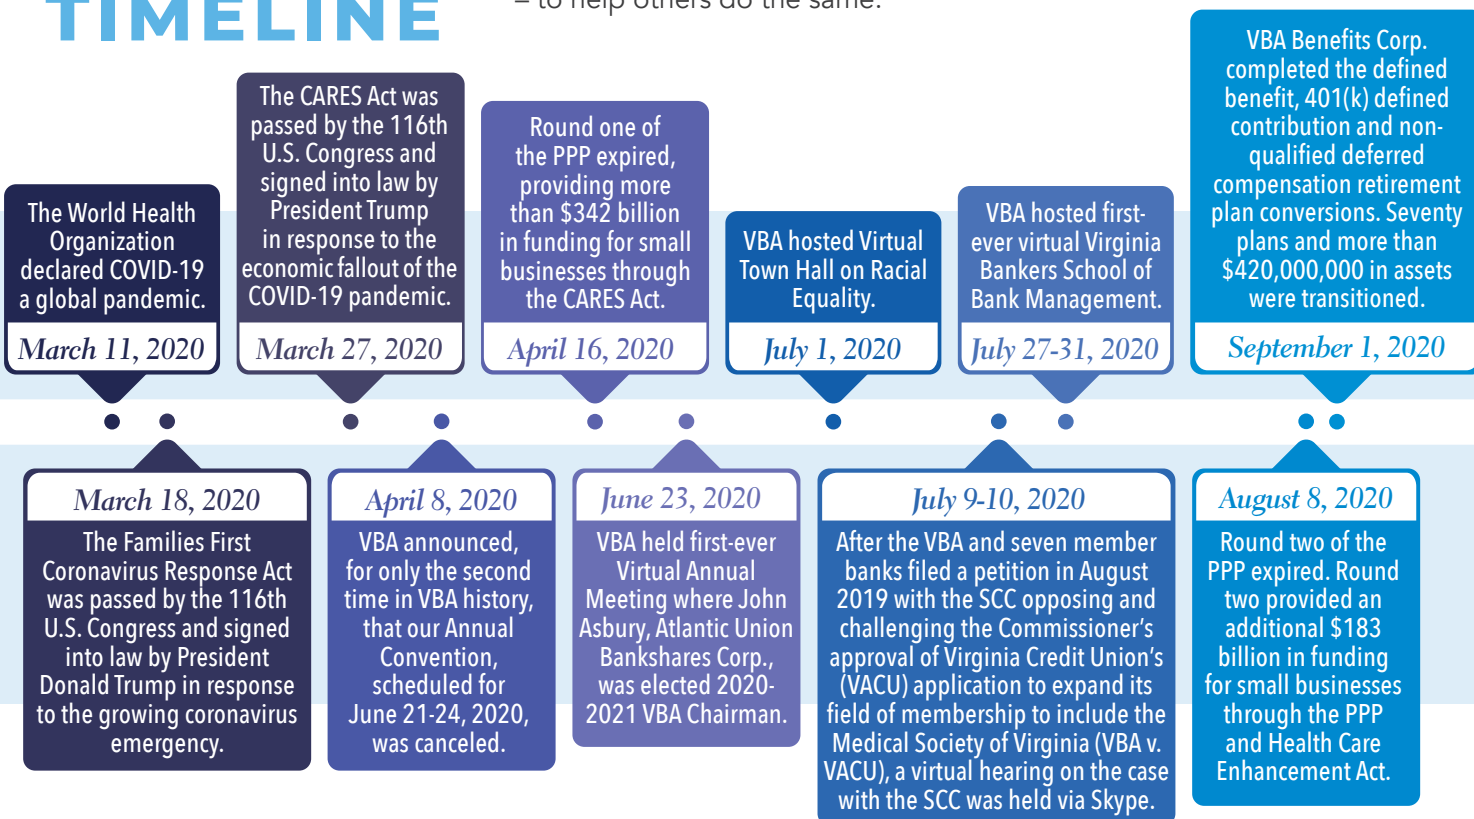 TIMELINE
– to help others do the same.
The World Health
Organization
declared COVID-19
a global pandemic.
March 11, 2020
March 18, 2020
The Families First
Coronavirus Response Act
was passed by the 116th
U.S. Congress and signed
into law by President
Donald Trump in response
to the growing coronavirus
emergency.
The CARES Act was
passed by the 116th
U.S. Congress and
signed into law by
President Trump
in response to the
economic fallout of the
COVID-19 pandemic.
March 27, 2020
April 8, 2020
VBA announced,
for only the second
time in VBA history,
that our Annual
Convention,
scheduled for
June 21-24, 2020,
was canceled.
Round one of
the PPP expired,
providing more
than $342 billion
in funding for small
businesses through
the CARES Act.
April 16, 2020
June 23, 2020
VBA held first-ever
Virtual Annual
Meeting where John
Asbury, Atlantic Union
Bankshares Corp.,
was elected 2020-
2021 VBA Chairman.
VBA hosted Virtual
Town Hall on Racial
Equality.
July 1, 2020
July 9-10, 2020
After the VBA and seven member
banks filed a petition in August
2019 with the SCC opposing and
challenging the Commissioner’s
approval of Virginia Credit Union’s
(VACU) application to expand its
field of membership to include the
Medical Society of Virginia (VBA v.
VACU), a virtual hearing on the case
with the SCC was held via Skype.
VBA hosted first-
ever virtual Virginia
Bankers School of
Bank Management.
July 27-31, 2020
August 8, 2020
Round two of the
PPP expired. Round
two provided an
additional $183
billion in funding
for small businesses
through the PPP
and Health Care
Enhancement Act.
VBA Benefits Corp.
completed the defined
benefit, 401(k) defined
contribution and non-
qualified deferred
compensation retirement
plan conversions. Seventy
plans and more than
$420,000,000 in assets
were transitioned.
September 1, 2020